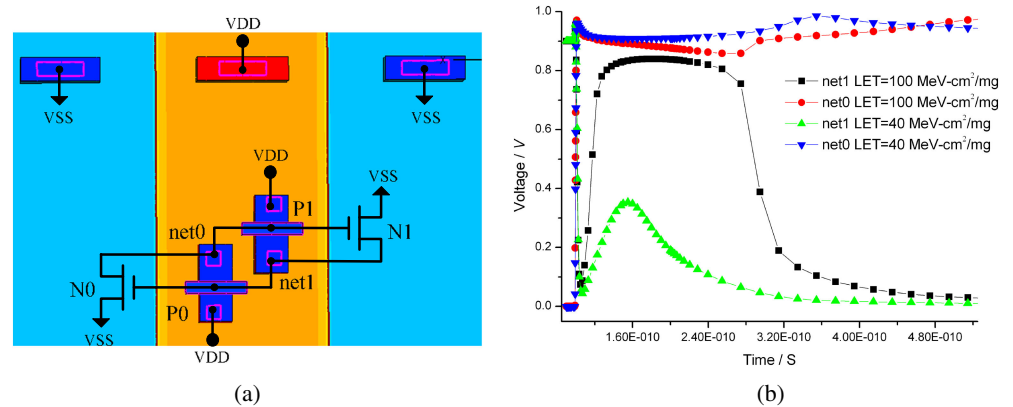 VDD
VSS
VSS
VDD
VSS
P1
net0
N1
N0
net1
P0
VSS
VDD
(a)
1.0
0.8
0.6
0.4
0.2
0.0
Voltage / V
net1 LET=100 MeV-cm²/mg
net0 LET=100 MeV-cm²/mg
net1 LET=40 MeV-cm²/mg
net0 LET=40 MeV-cm²/mg
1.60E-010 2.40E-010 3.20E-010 4.00E-010 4.80E-010
Time / S
(b)